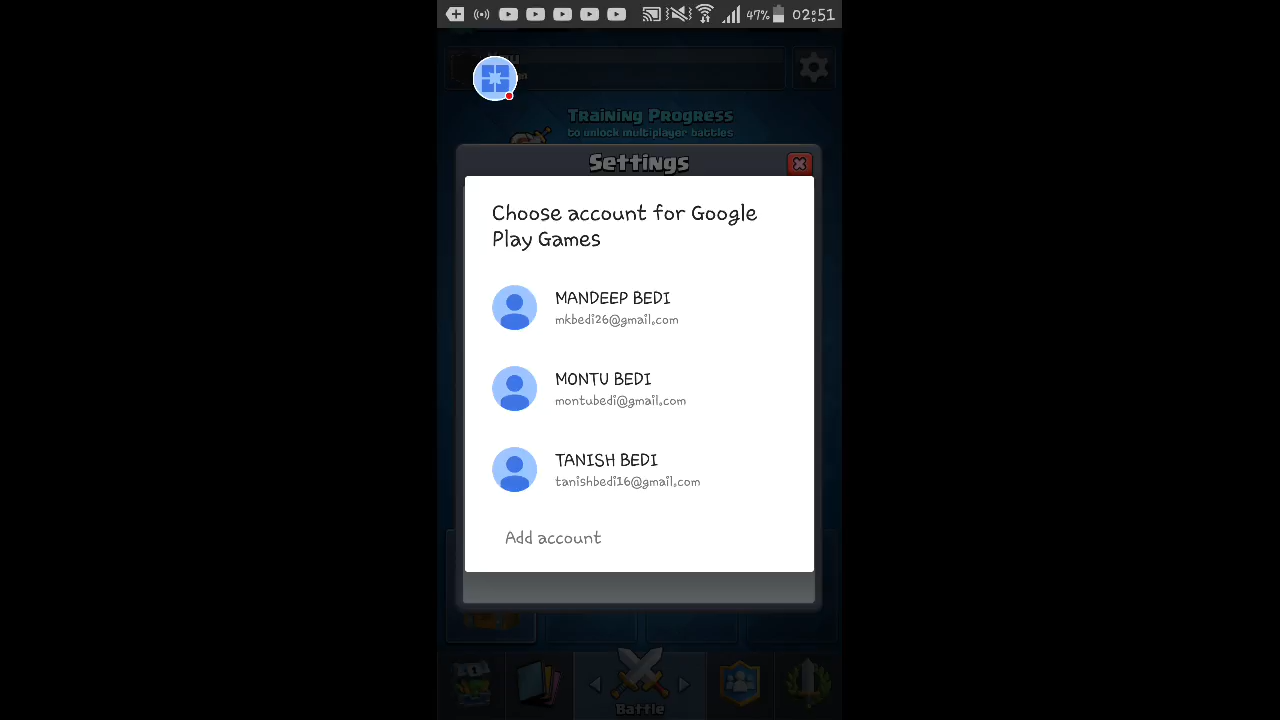 47% 02:51
Training Progress
to unlock multiplayer battles
Settings
Choose account for Google
Play Games
MANDEEP BEDI
mkbedi26@gmail.com
MONTU BEDI
montubedi@gmail.com
TANISH BEDI
tanishbedi16@gmail.com
Add account
Battle